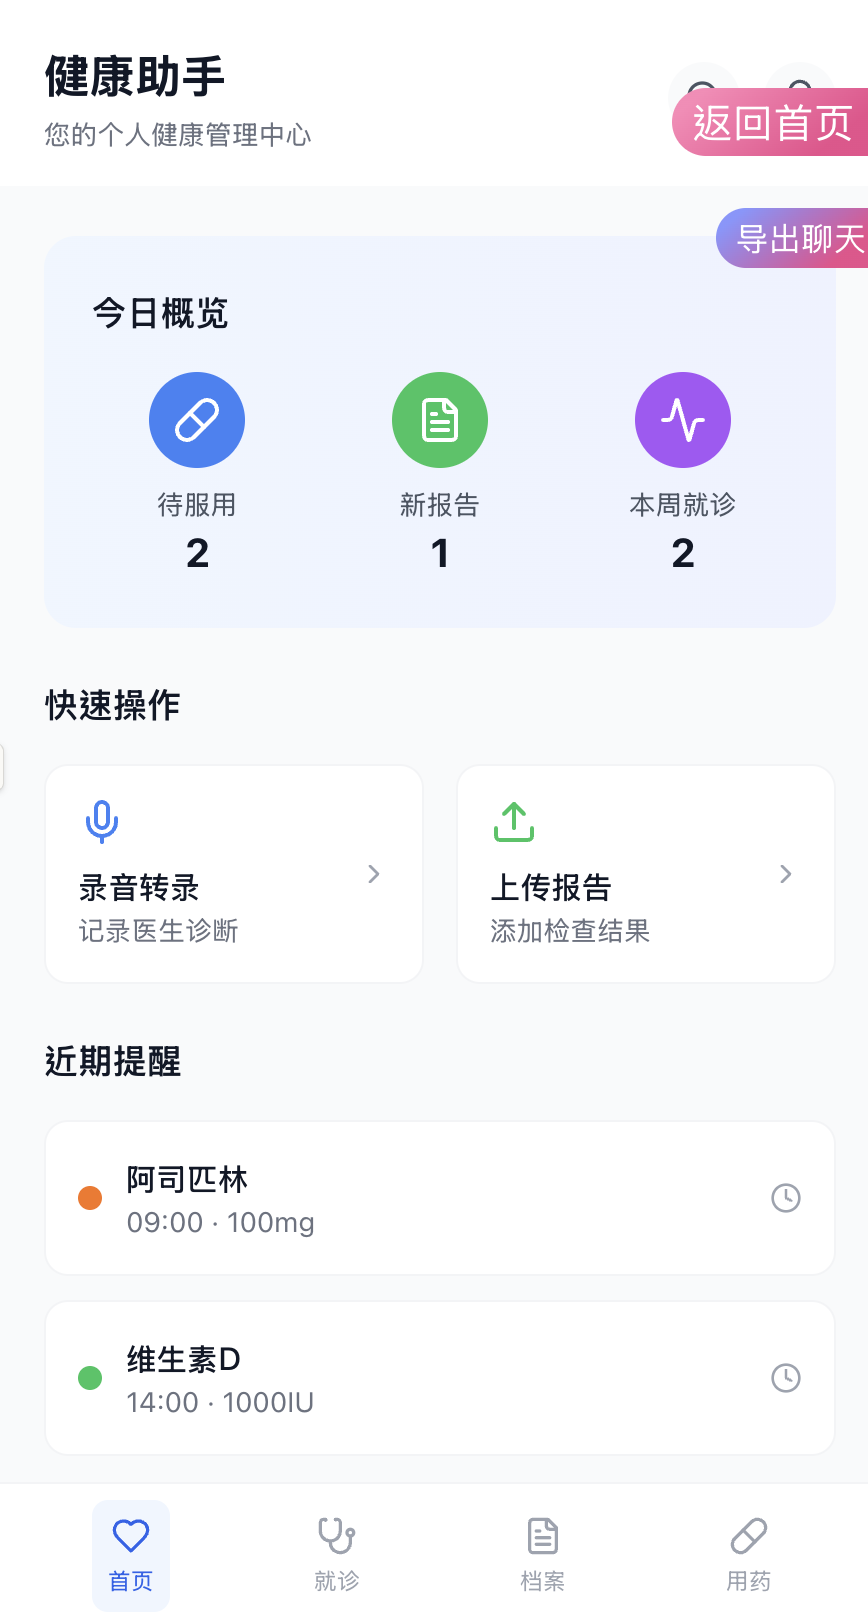 健康助手
您的个人健康管理中心
返回首页
导出聊天
今日概览
待服用
2
新报告
1
本周就诊
2
快速操作
录音转录
记录医生诊断
上传报告
添加检查结果
近期提醒
阿司匹林
09:00 · 100mg
维生素D
14:00 · 1000IU
首页
就诊
档案
用药